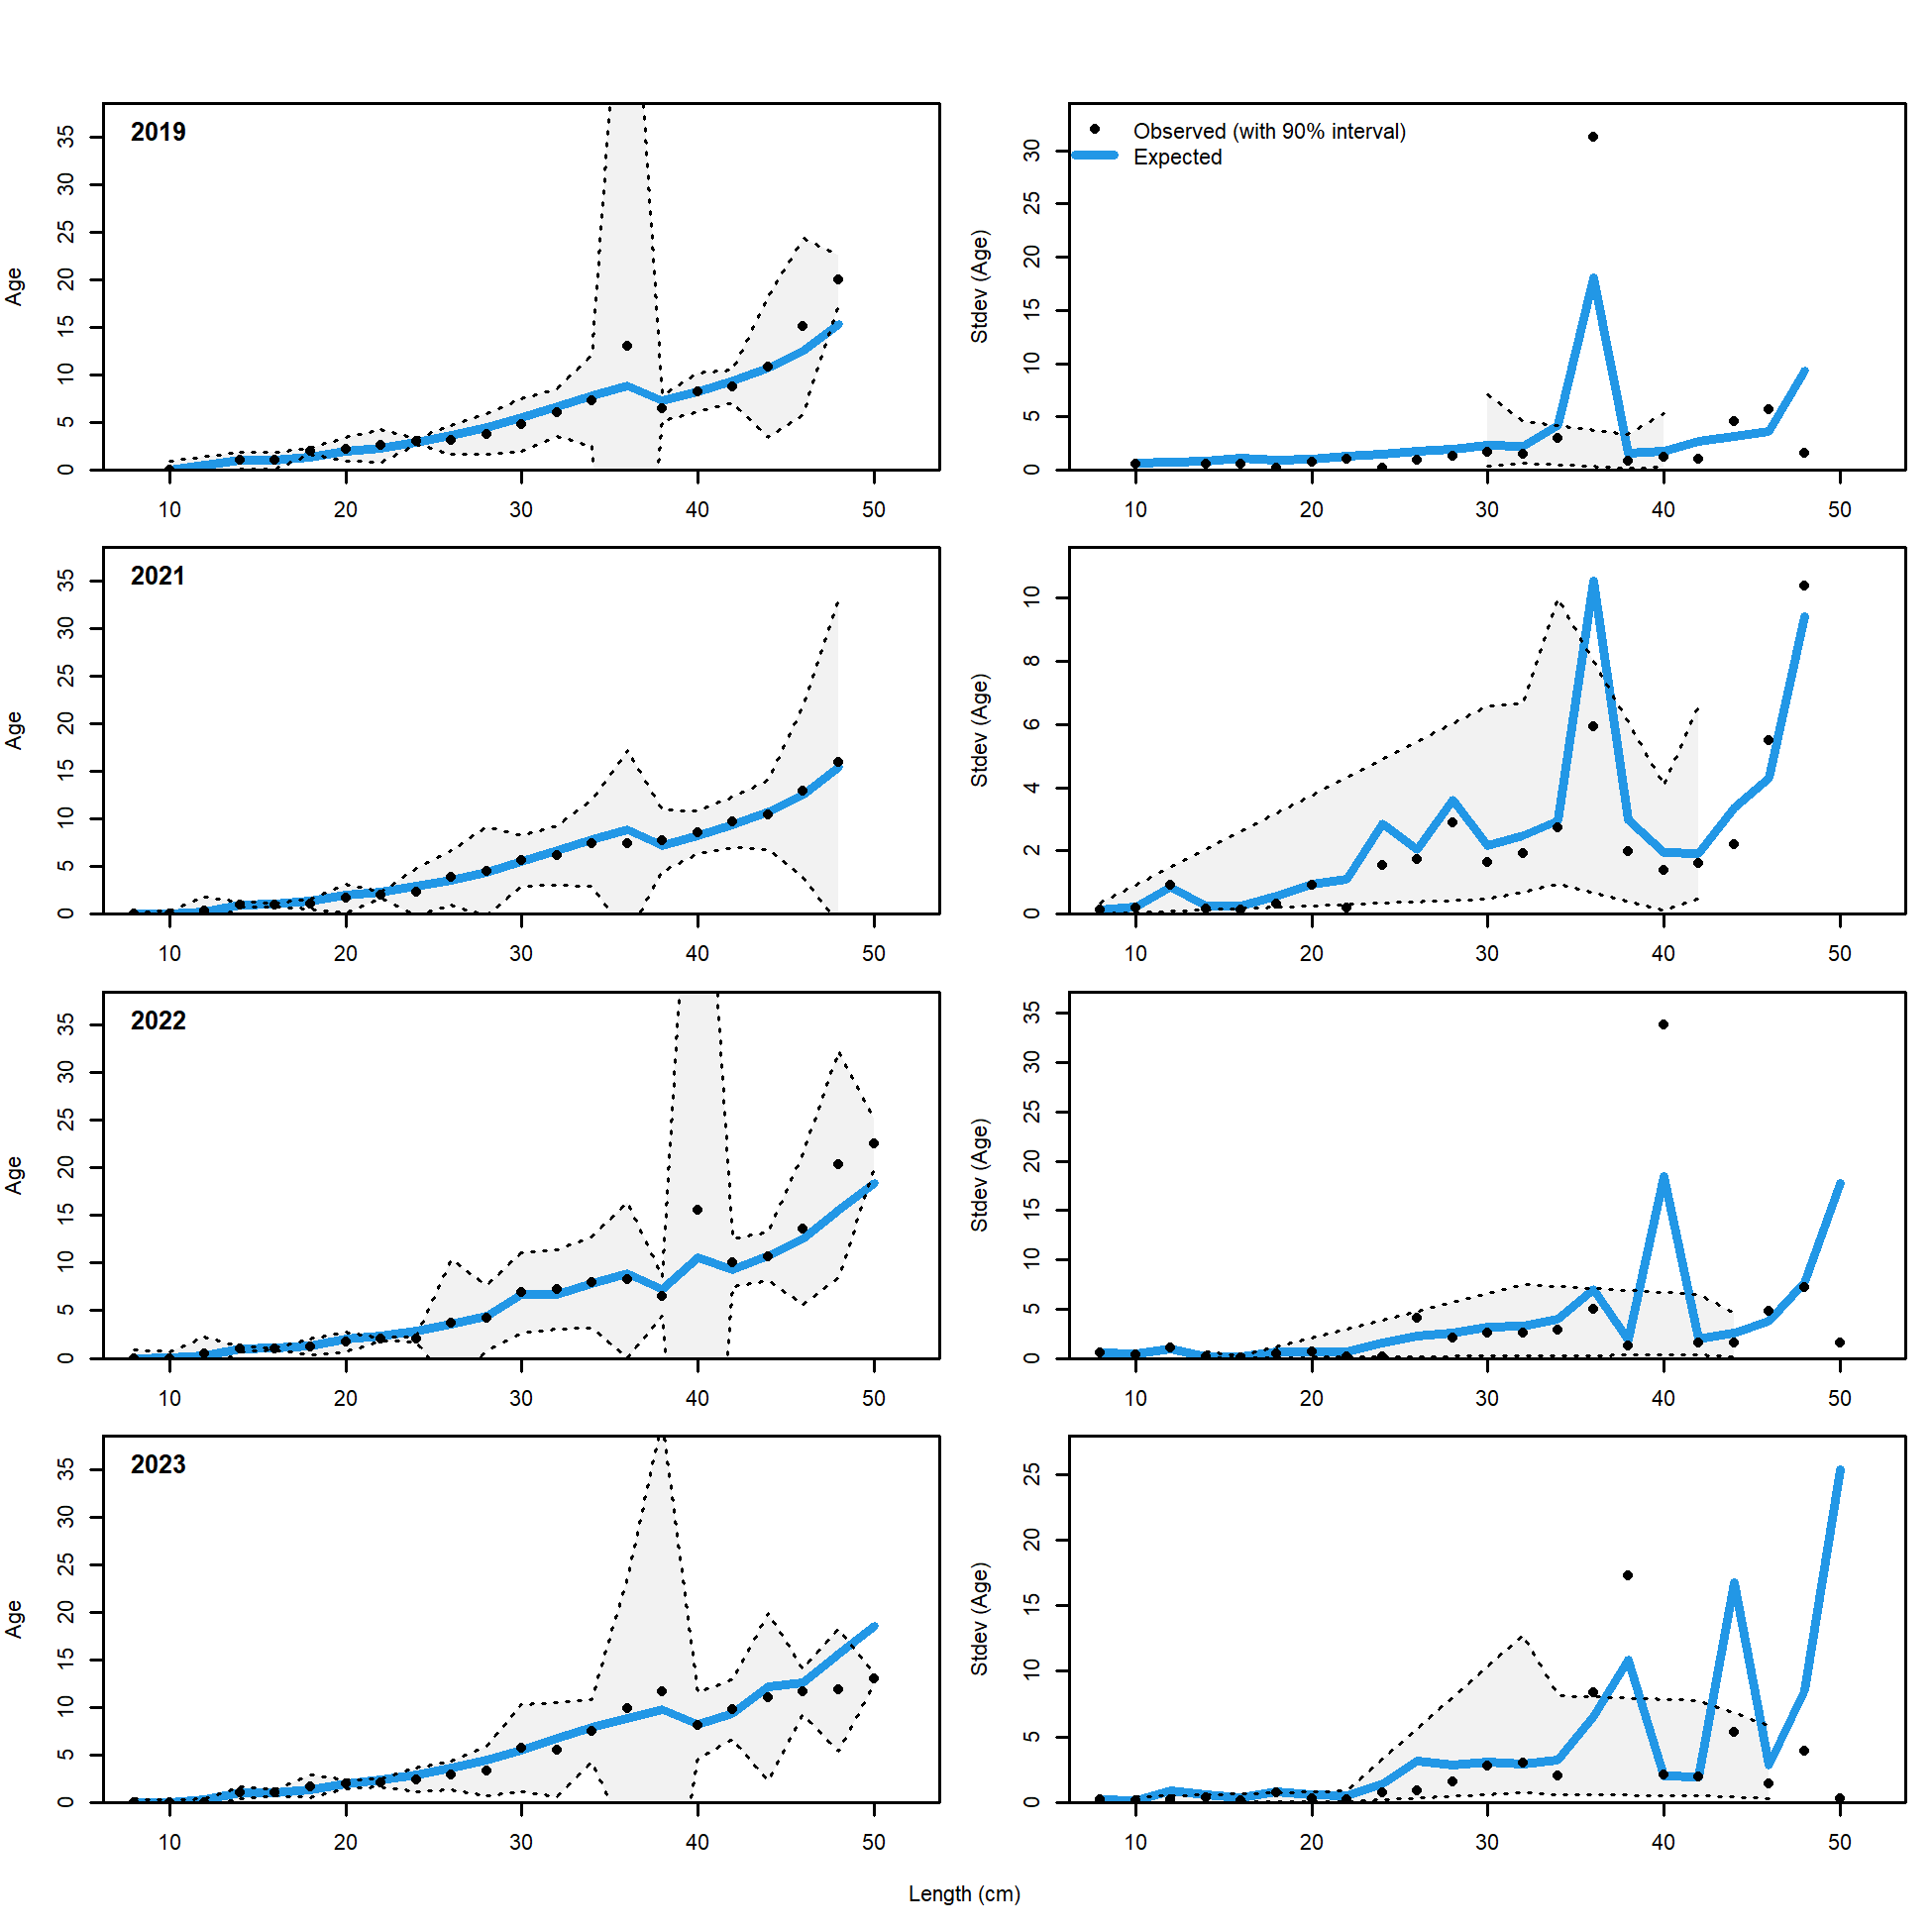 2019
Age
0 5 10 15 20 25 30 35
10 20 30 40 50
Observed (with 90% interval)
Expected
Stdev (Age)
0 5 10 15 20 25 30
10 20 30 40 50
2021
Age
0 5 10 15 20 25 30 35
10 20 30 40 50
Stdev (Age)
0 2 4 6 8 10
10 20 30 40 50
2022
Age
0 5 10 15 20 25 30 35
10 20 30 40 50
Stdev (Age)
0 5 10 15 20 25 30 35
10 20 30 40 50
2023
Age
0 5 10 15 20 25 30 35
10 20 30 40 50
Stdev (Age)
0 5 10 15 20 25
10 20 30 40 50
Length (cm)